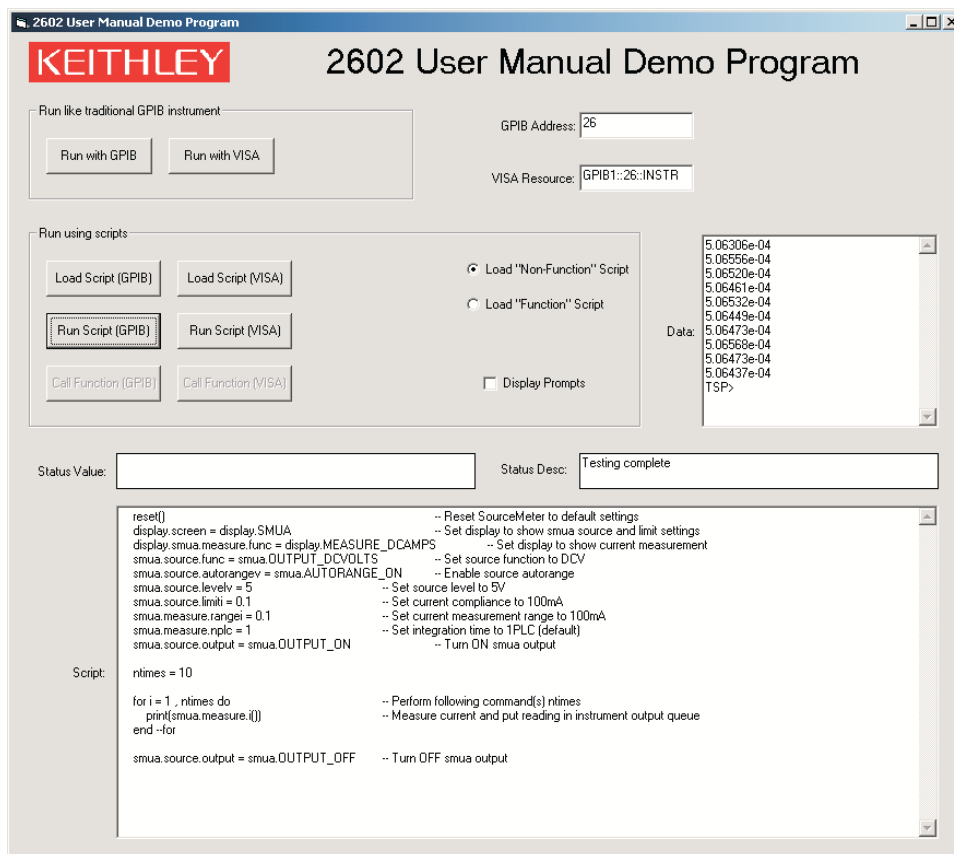 2602 User Manual Demo Program
KEITHLEY
2602 User Manual Demo Program
Run like traditional GPIB instrument
Run with GPIB
Run with VISA
GPIB Address: 26
VISA Resource: GPIB1::26::INSTR
Run using scripts
Load Script (GPIB)
Load Script (VISA)
Run Script (GPIB)
Run Script (VISA)
Call Function (GPIB)
Call Function (VISA)
Load "Non-Function" Script
Load "Function" Script
Display Prompts
Data:
5.06306e-04
5.06556e-04
5.06520e-04
5.06461e-04
5.06532e-04
5.06449e-04
5.06473e-04
5.06568e-04
5.06473e-04
5.06437e-04
TSP>
Status Value:
Status Desc: Testing complete
Script:
reset() -- Reset SourceMeter to default settings
display.screen = display.SMUA -- Set display to show smua source and limit settings
display.smua.measure.func = display.MEASURE_DCAMPS -- Set display to show current measurement
smua.source.func = smua.OUTPUT_DCVOLTS -- Set source function to DCV
smua.source.autorangev = smua.AUTORANGE_ON -- Enable source autorange
smua.source.levelv = 5 -- Set source level to 5V
smua.source.limiti = 0.1 -- Set current compliance to 100mA
smua.measure.rangei = 0.1 -- Set current measurement range to 100mA
smua.measure.nplc = 1 -- Set integration time to 1PLC (default)
smua.source.output = smua.OUTPUT_ON -- Turn ON smua output
ntimes = 10
for i = 1 , ntimes do -- Perform following command(s) ntimes
print(smua.measure.i()) -- Measure current and put reading in instrument output queue
end --for
smua.source.output = smua.OUTPUT_OFF -- Turn OFF smua output